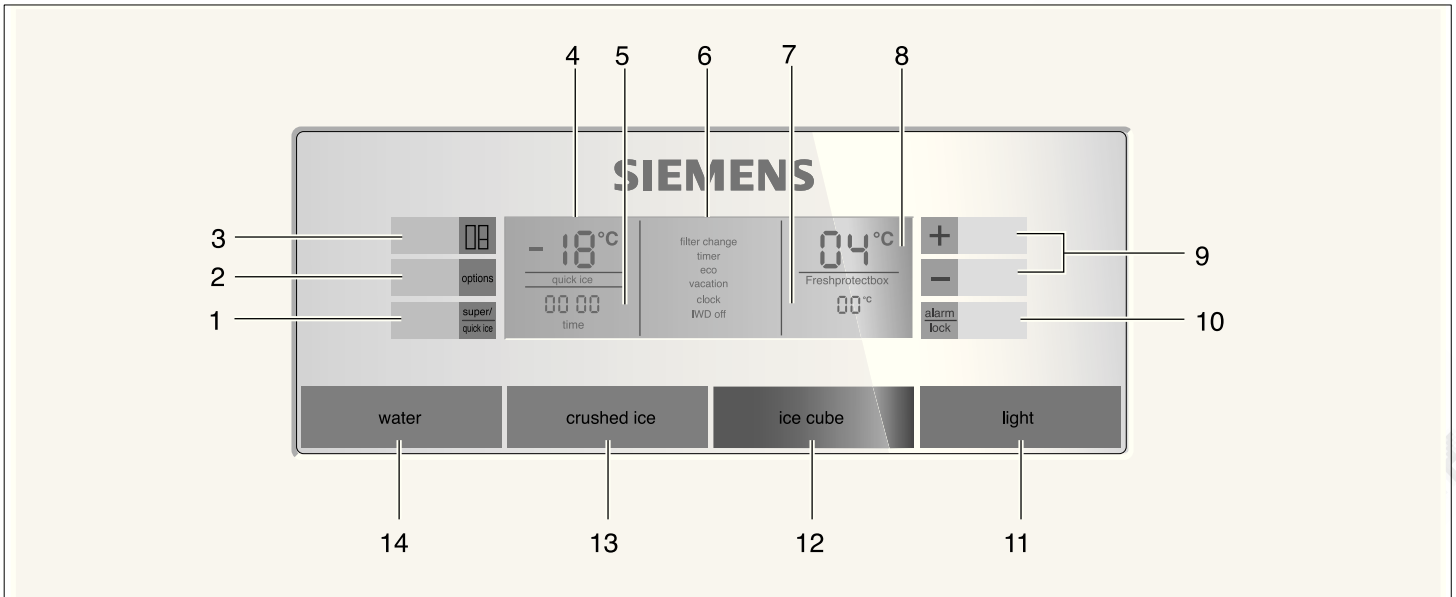 4 5 6 7 8
SIEMENS
3
-18°C
filter change
04°C
+
2
options
quick ice
timer
eco
vacation
Freshprotectbox
−
9
1
super/
quick ice
00 00
time
clock
IWD off
00°C
alarm
lock
10
water
crushed ice
ice cube
light
14 13 12 11